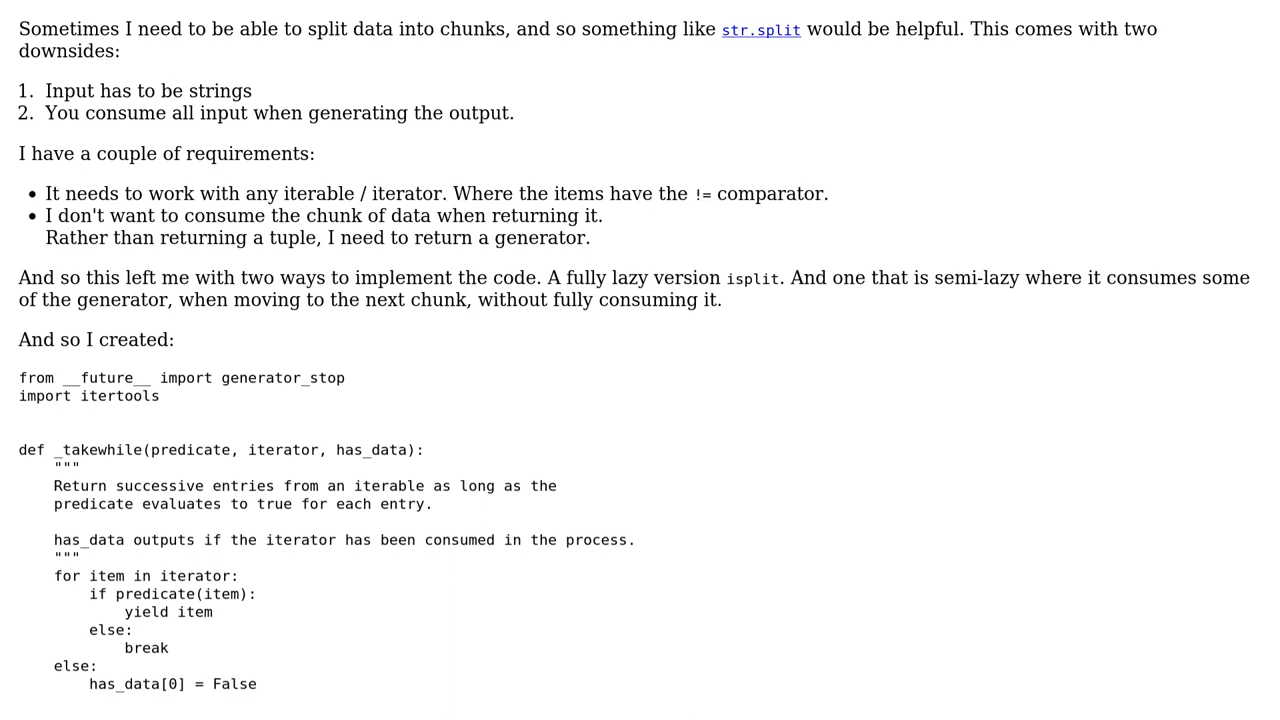 Sometimes I need to be able to split data into chunks, and so something like str.split would be helpful. This comes with two
downsides:
1. Input has to be strings
2. You consume all input when generating the output.
I have a couple of requirements:
• It needs to work with any iterable / iterator. Where the items have the != comparator.
• I don't want to consume the chunk of data when returning it.
Rather than returning a tuple, I need to return a generator.
And so this left me with two ways to implement the code. A fully lazy version isplit. And one that is semi-lazy where it consumes some
of the generator, when moving to the next chunk, without fully consuming it.
And so I created:
from __future__ import generator_stop
import itertools
def _takewhile(predicate, iterator, has_data):
    """
    Return successive entries from an iterable as long as the
    predicate evaluates to true for each entry.
    has_data outputs if the iterator has been consumed in the process.
    """
    for item in iterator:
        if predicate(item):
            yield item
        else:
            break
    else:
        has_data[0] = False